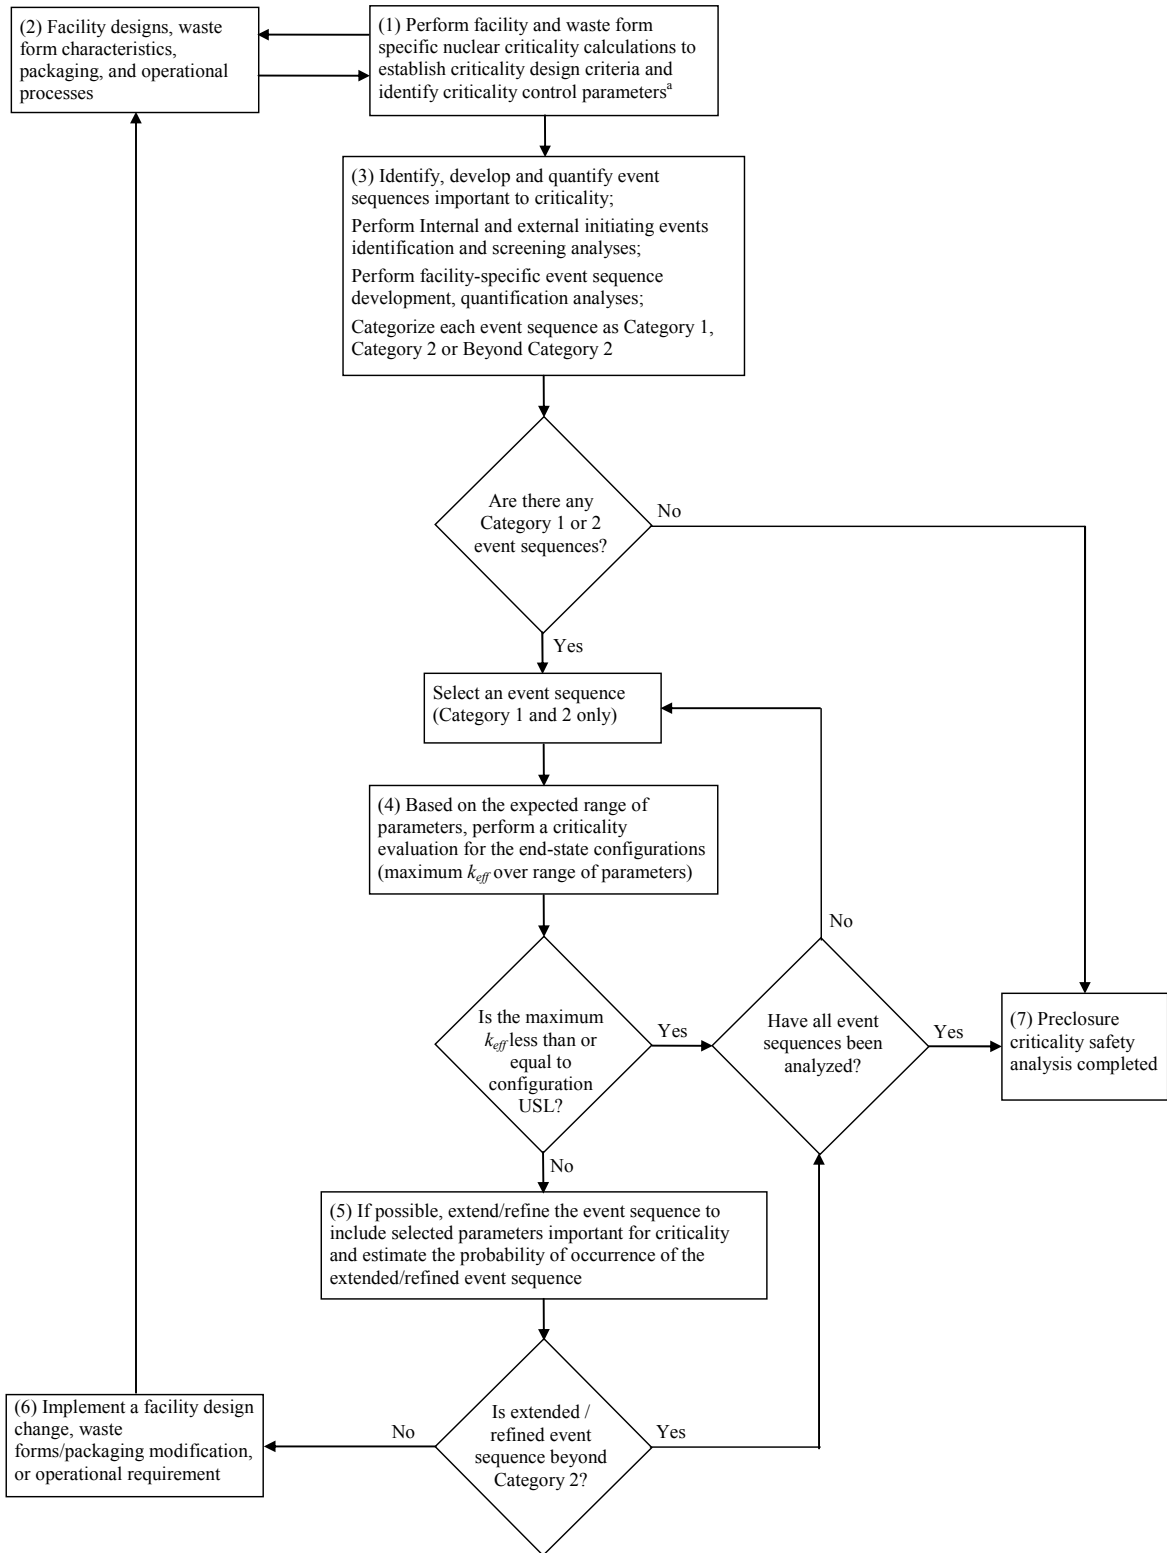 (2) Facility designs, waste
form characteristics,
packaging, and operational
processes
(1) Perform facility and waste form
specific nuclear criticality calculations to
establish criticality design criteria and
identify criticality control parametersᵃ
(3) Identify, develop and quantify event
sequences important to criticality;
Perform Internal and external initiating events
identification and screening analyses;
Perform facility-specific event sequence
development, quantification analyses;
Categorize each event sequence as Category 1,
Category 2 or Beyond Category 2
Are there any
Category 1 or 2
event sequences?
No
Yes
Select an event sequence
(Category 1 and 2 only)
(4) Based on the expected range of
parameters, perform a criticality
evaluation for the end-state configurations
(maximum keff over range of parameters)
No
Is the maximum
keff less than or
equal to
configuration
USL?
Yes
Have all event
sequences been
analyzed?
Yes
(7) Preclosure
criticality safety
analysis completed
No
(5) If possible, extend/refine the event sequence to
include selected parameters important for criticality
and estimate the probability of occurrence of the
extended/refined event sequence
(6) Implement a facility design
change, waste
forms/packaging modification,
or operational requirement
No
Is extended /
refined event
sequence beyond
Category 2?
Yes